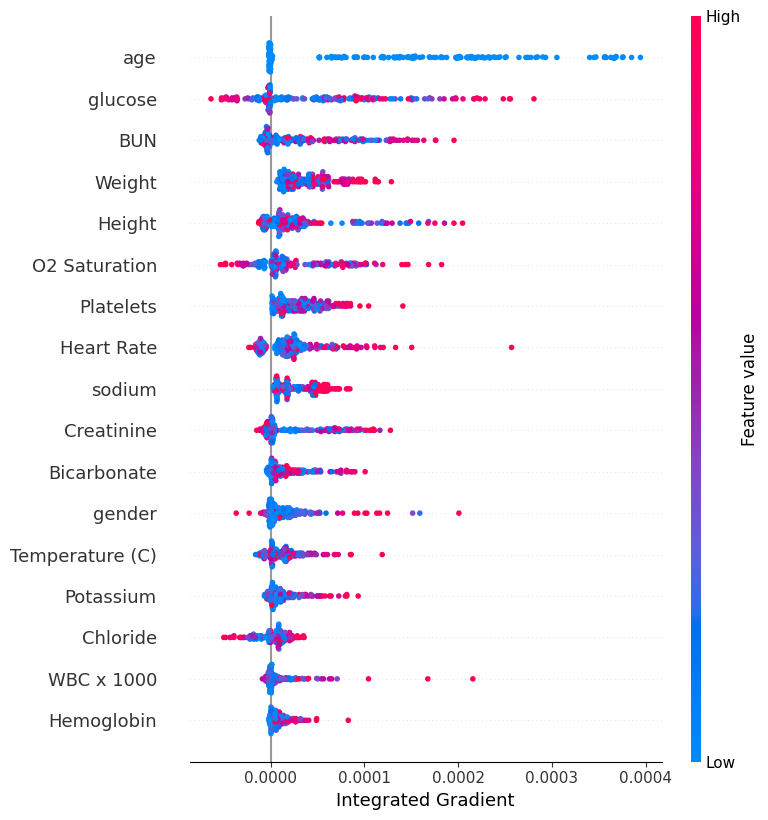 High
age
glucose
BUN
Weight
Height
O2 Saturation
Platelets
Heart Rate
sodium
Creatinine
Bicarbonate
gender
Temperature (C)
Potassium
Chloride
WBC x 1000
Hemoglobin
Feature value
Low
0.0000 0.0001 0.0002 0.0003 0.0004
Integrated Gradient